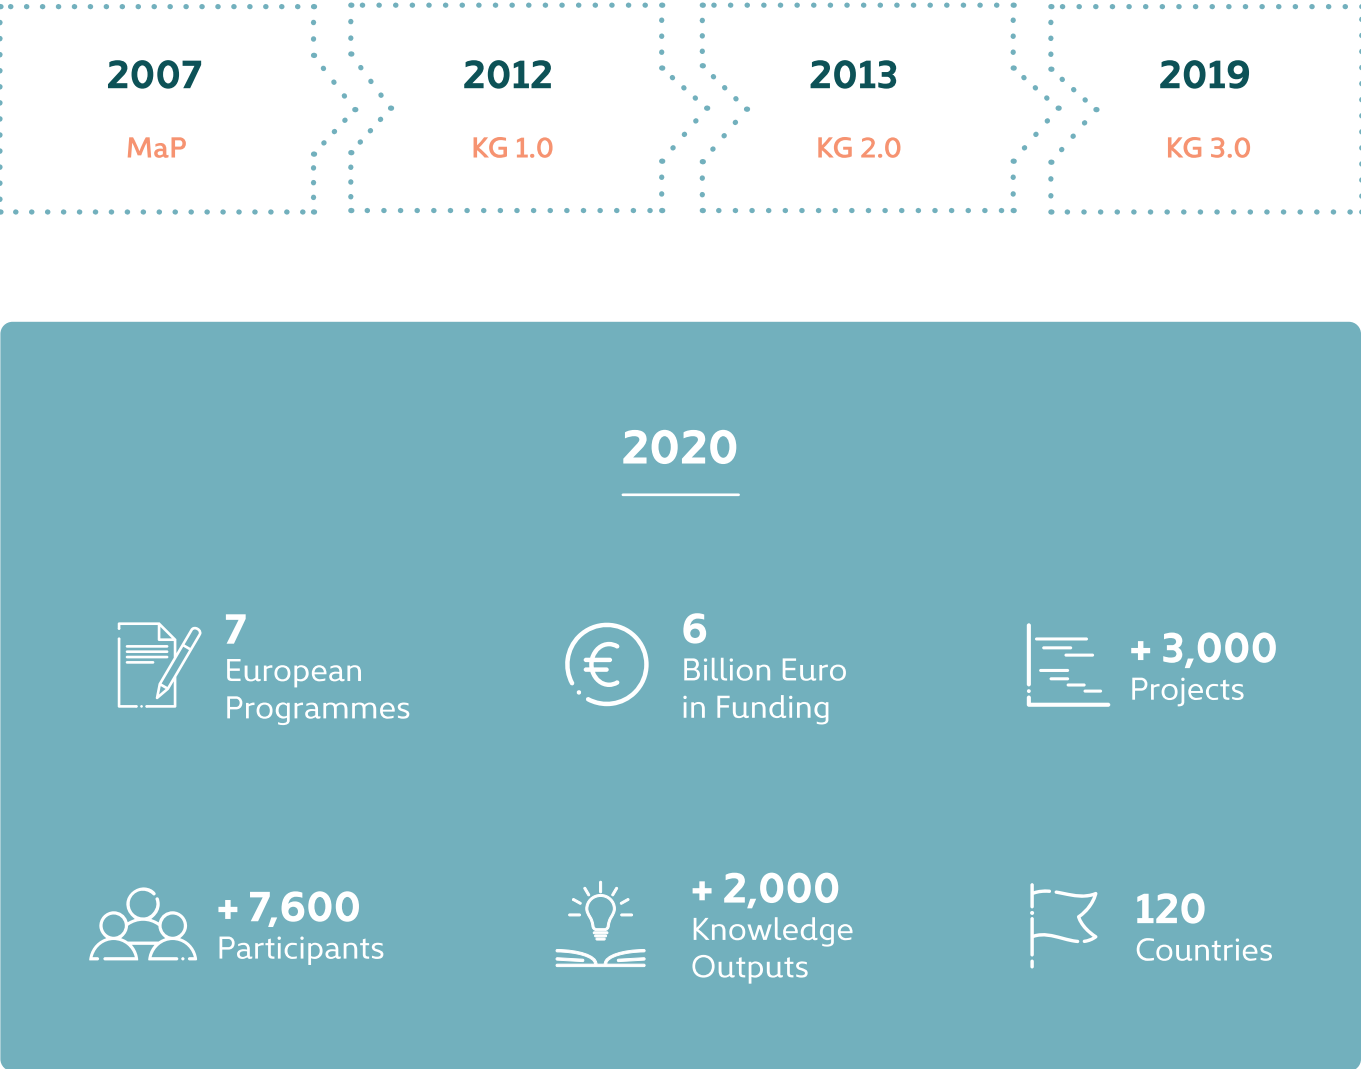 2007
MaP
2012
KG 1.0
2013
KG 2.0
2019
KG 3.0
2020
7
European
Programmes
6
Billion Euro
in Funding
+ 3,000
Projects
+ 7,600
Participants
+ 2,000
Knowledge
Outputs
120
Countries